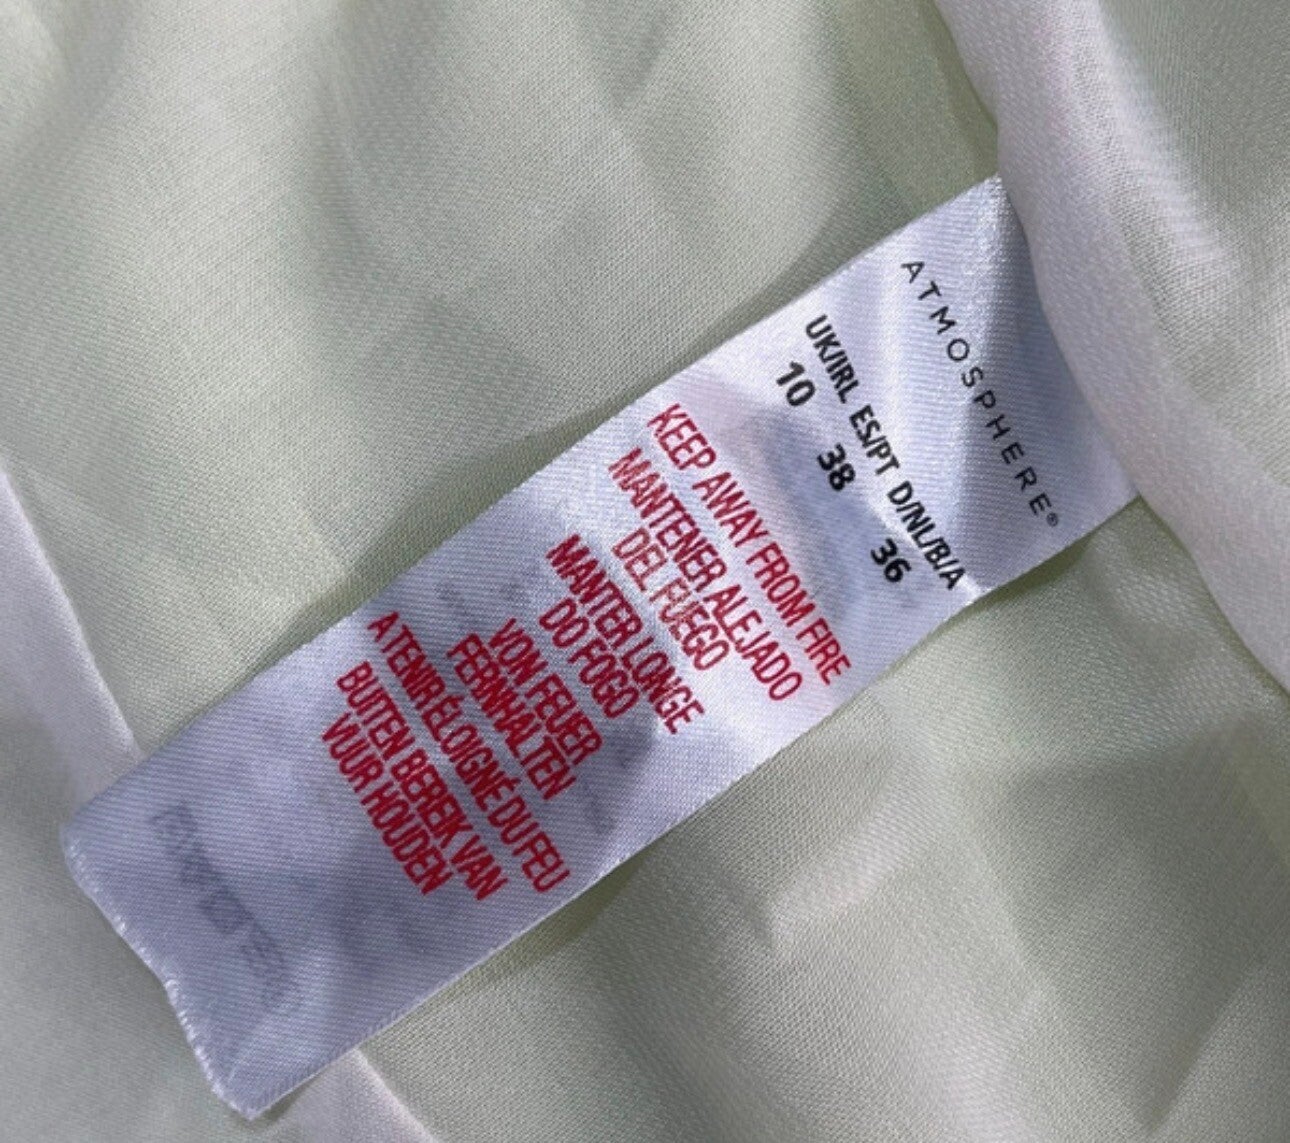 ATMOSPHERE®
UK/IRL ES/PT D/NL/B/A
10 38 36
KEEP AWAY FROM FIRE
MANTENER ALEJADO
DEL FUEGO
MANTER LONGE
DO FOGO
VON FEUER
FERNHALTEN
A TENIR ÉLOIGNÉ DU FEU
BUITEN BEREIK VAN
VUUR HOUDEN